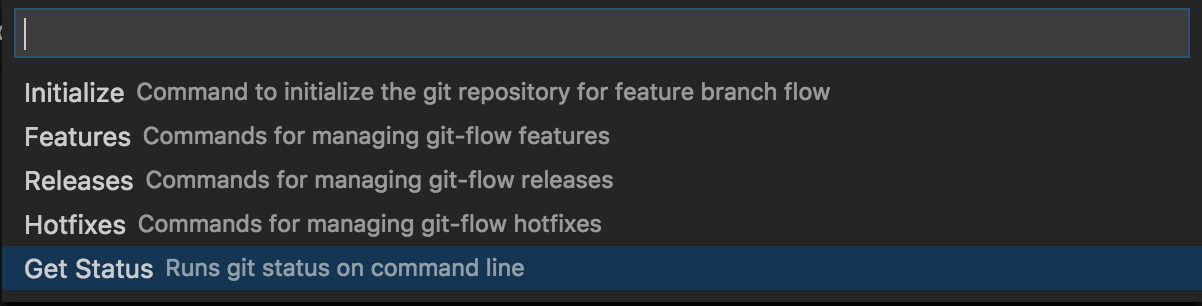 Initialize Command to initialize the git repository for feature branch flow
Features Commands for managing git-flow features
Releases Commands for managing git-flow releases
Hotfixes Commands for managing git-flow hotfixes
Get Status Runs git status on command line